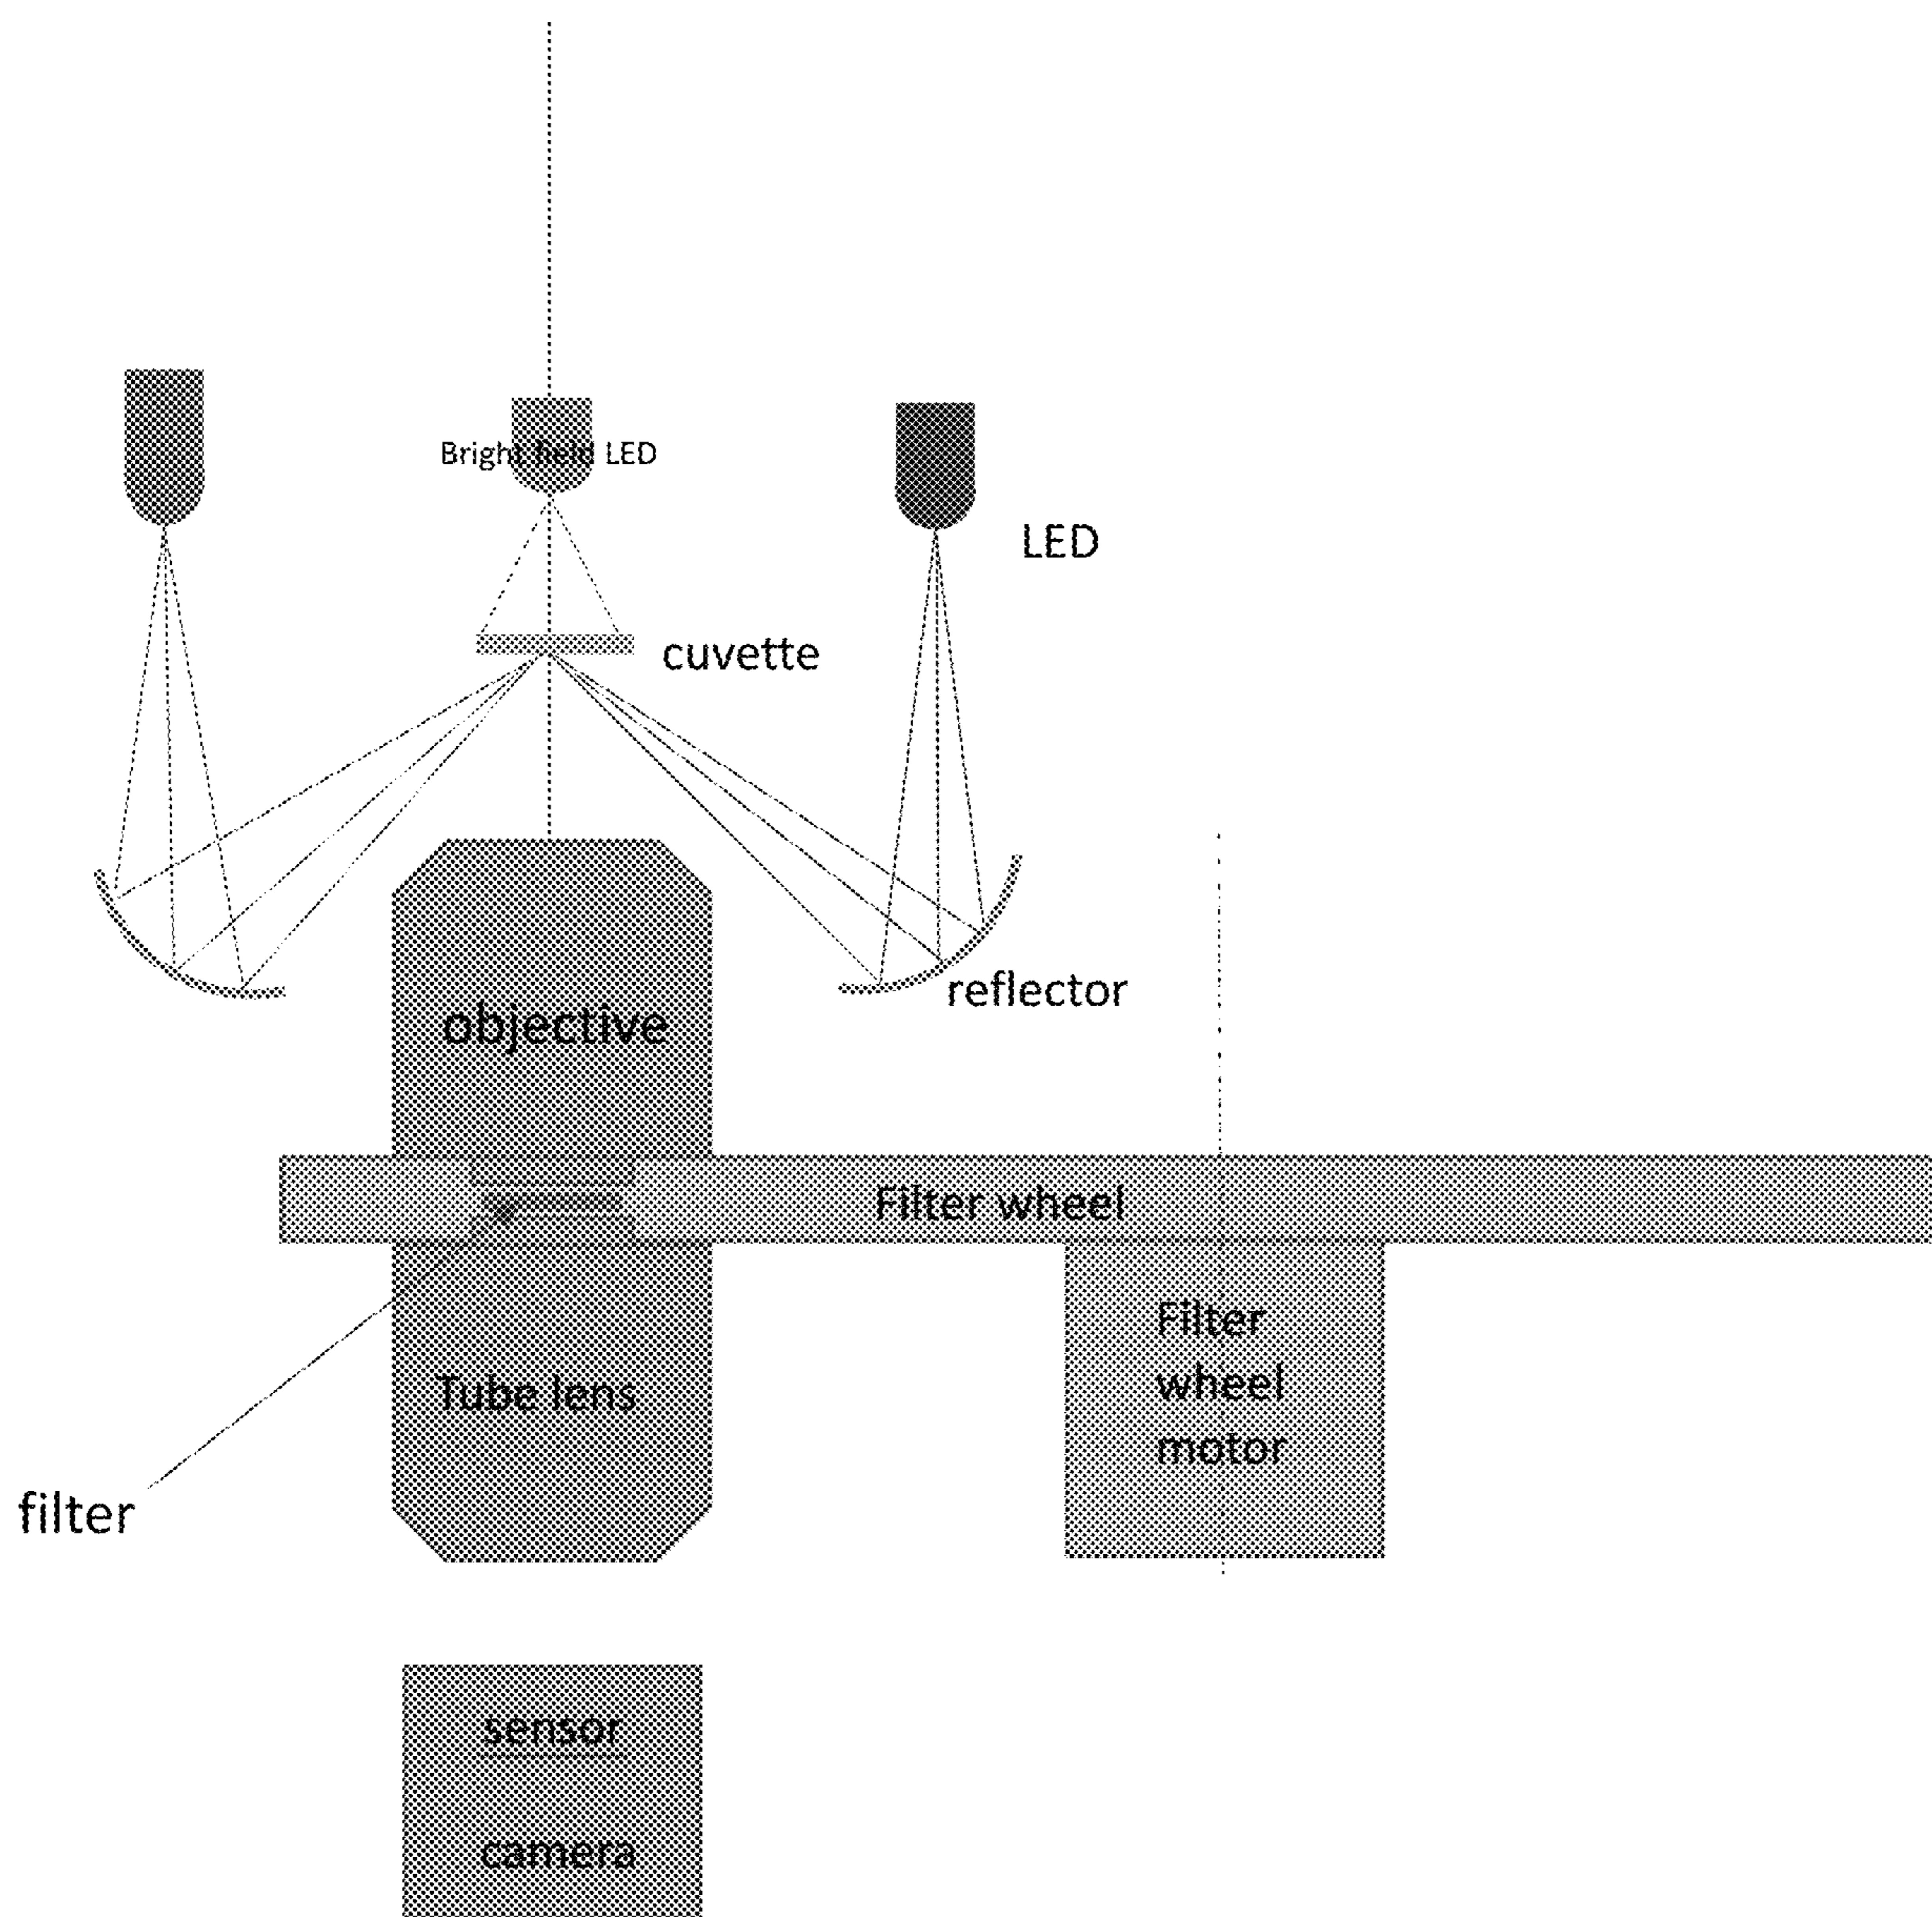 Bright field LED
LED
cuvette
reflector
objective
Filter wheel
Filter
wheel
motor
Tube lens
filter
sensor
camera